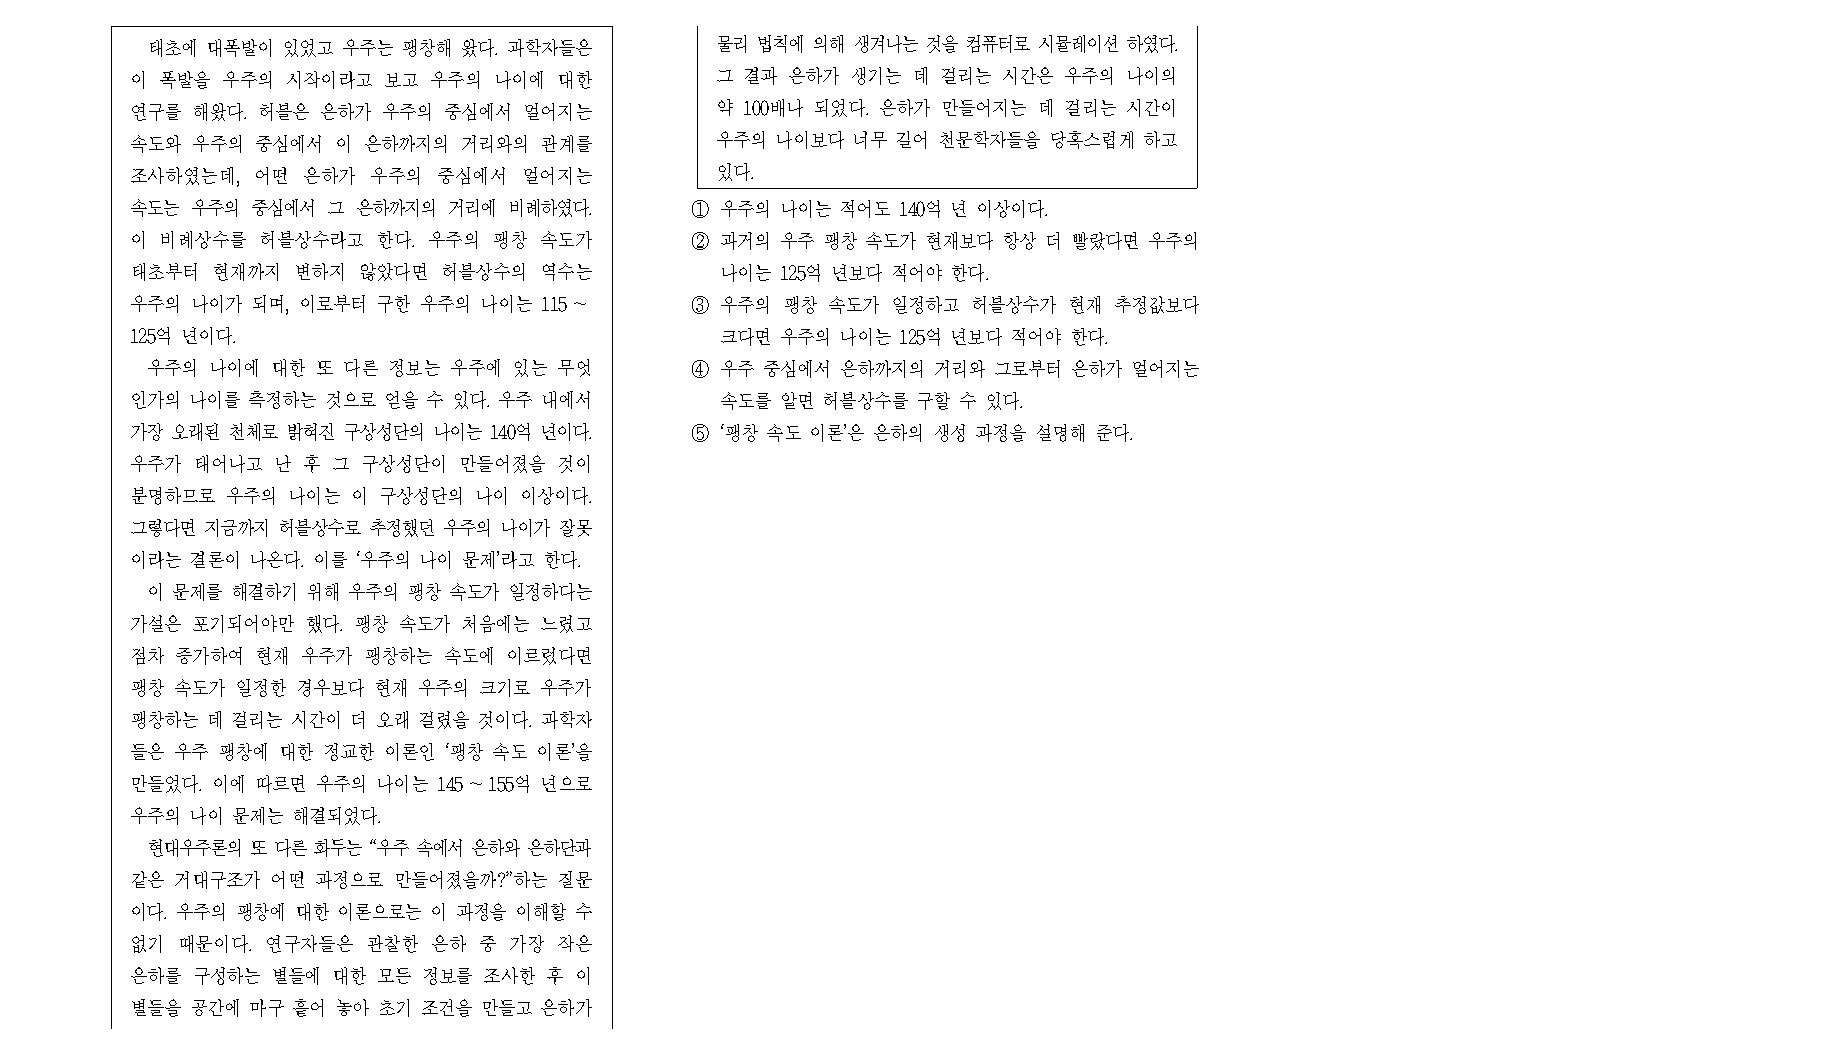 태초에 대폭발이 있었고 우주는 팽창해 왔다. 과학자들은
이 폭발을 우주의 시작이라고 보고 우주의 나이에 대한
연구를 해왔다. 허블은 은하가 우주의 중심에서 멀어지는
속도와 우주의 중심에서 이 은하까지의 거리와의 관계를
조사하였는데, 어떤 은하가 우주의 중심에서 멀어지는
속도는 우주의 중심에서 그 은하까지의 거리에 비례하였다.
이 비례상수를 허블상수라고 한다. 우주의 팽창 속도가
태초부터 현재까지 변하지 않았다면 허블상수의 역수는
우주의 나이가 되며, 이로부터 구한 우주의 나이는 115 ~
125억 년이다.
우주의 나이에 대한 또 다른 정보는 우주에 있는 무엇
인가의 나이를 측정하는 것으로 얻을 수 있다. 우주 내에서
가장 오래된 천체로 밝혀진 구상성단의 나이는 140억 년이다.
우주가 태어나고 난 후 그 구상성단이 만들어졌을 것이
분명하므로 우주의 나이는 이 구상성단의 나이 이상이다.
그렇다면 지금까지 허블상수로 추정했던 우주의 나이가 잘못
이라는 결론이 나온다. 이를 ‘우주의 나이 문제’라고 한다.
이 문제를 해결하기 위해 우주의 팽창 속도가 일정하다는
가설은 포기되어야만 했다. 팽창 속도가 처음에는 느렸고
점차 증가하여 현재 우주가 팽창하는 속도에 이르렀다면
팽창 속도가 일정한 경우보다 현재 우주의 크기로 우주가
팽창하는 데 걸리는 시간이 더 오래 걸렸을 것이다. 과학자
들은 우주 팽창에 대한 정교한 이론인 ‘팽창 속도 이론’을
만들었다. 이에 따르면 우주의 나이는 145 ~ 155억 년으로
우주의 나이 문제는 해결되었다.
현대우주론의 또 다른 화두는 “우주 속에서 은하와 은하단과
같은 거대구조가 어떤 과정으로 만들어졌을까?”하는 질문
이다. 우주의 팽창에 대한 이론으로는 이 과정을 이해할 수
없기 때문이다. 연구자들은 관찰한 은하 중 가장 작은
은하를 구성하는 별들에 대한 모든 정보를 조사한 후 이
별들을 공간에 마구 흩어 놓아 초기 조건을 만들고 은하가
물리 법칙에 의해 생겨나는 것을 컴퓨터로 시뮬레이션 하였다.
그 결과 은하가 생기는 데 걸리는 시간은 우주의 나이의
약 100배나 되었다. 은하가 만들어지는 데 걸리는 시간이
우주의 나이보다 너무 길어 천문학자들을 당혹스럽게 하고
있다.
① 우주의 나이는 적어도 140억 년 이상이다.
② 과거의 우주 팽창 속도가 현재보다 항상 더 빨랐다면 우주의
나이는 125억 년보다 적어야 한다.
③ 우주의 팽창 속도가 일정하고 허블상수가 현재 추정값보다
크다면 우주의 나이는 125억 년보다 적어야 한다.
④ 우주 중심에서 은하까지의 거리와 그로부터 은하가 멀어지는
속도를 알면 허블상수를 구할 수 있다.
⑤ ‘팽창 속도 이론’은 은하의 생성 과정을 설명해 준다.